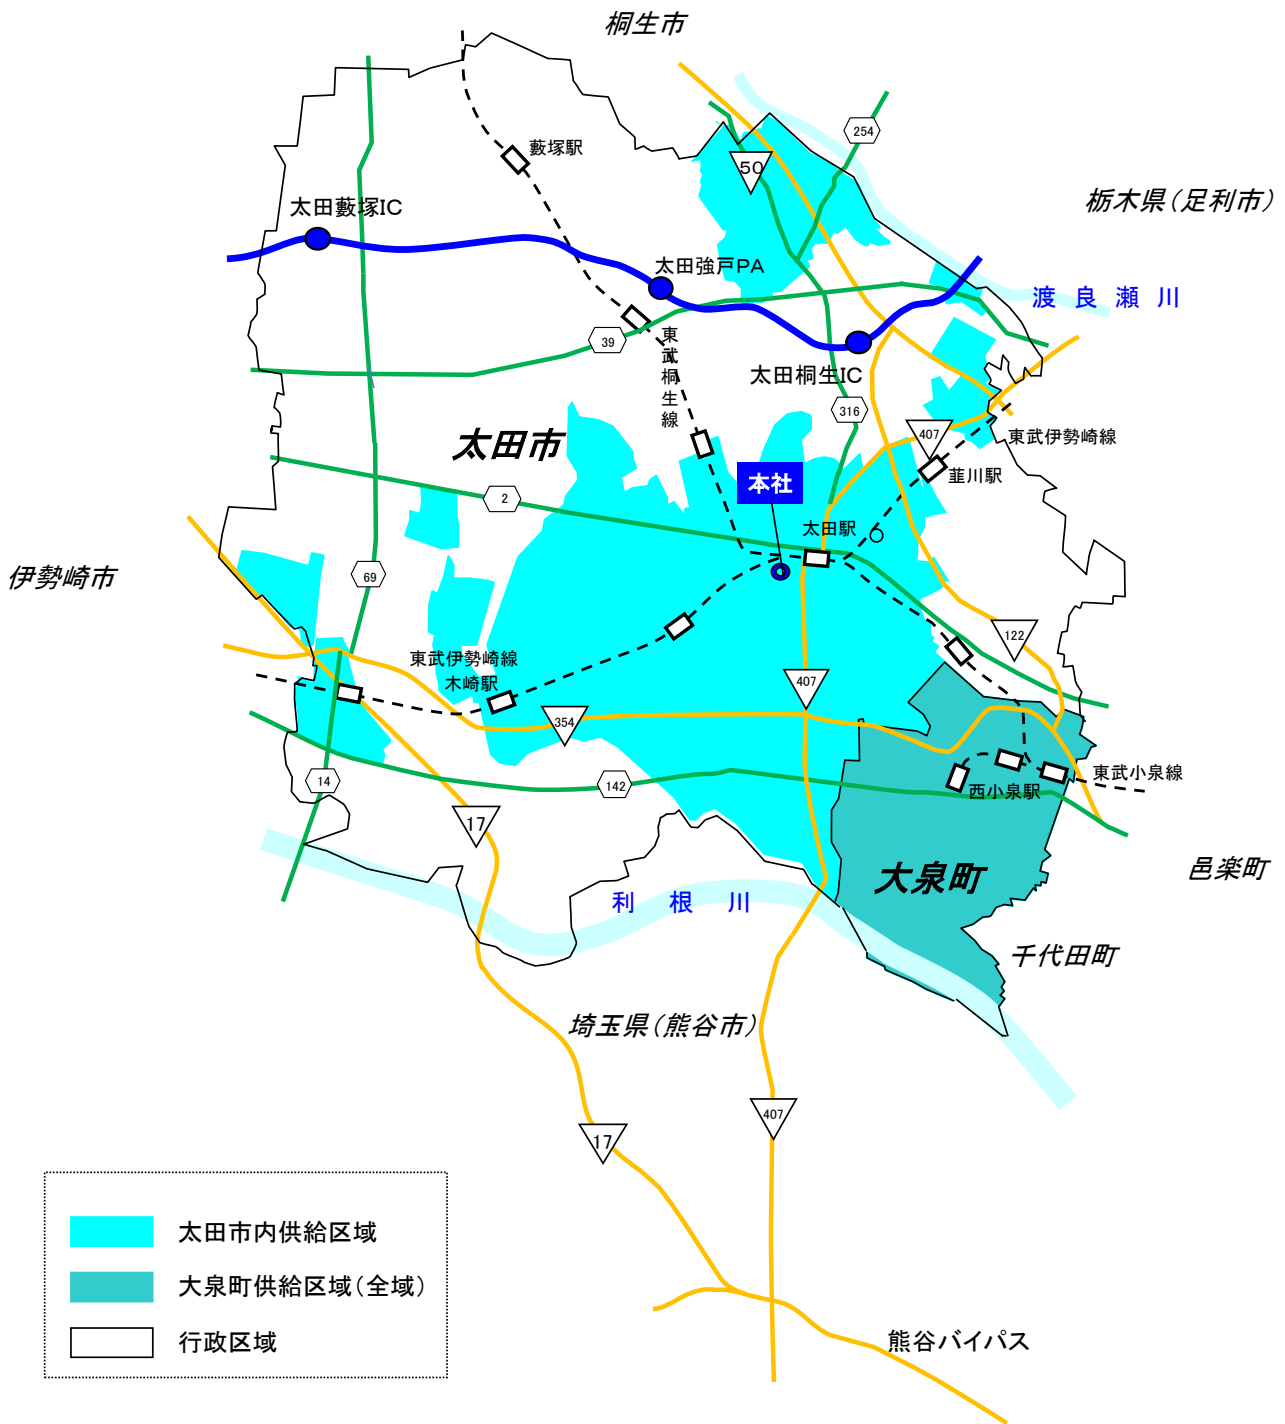 桐生市
254
藪塚駅
50
栃木県（足利市）
太田藪塚IC
太田強戸PA
渡良瀬川
39
東武桐生線
太田桐生IC
316
407
東武伊勢崎線
太田市
韮川駅
本社
2
太田駅
伊勢崎市
69
122
東武伊勢崎線
木崎駅
407
354
東武小泉線
14
142
西小泉駅
17
大泉町
邑楽町
利根川
千代田町
埼玉県（熊谷市）
407
17
太田市内供給区域
大泉町供給区域（全域）
行政区域
熊谷バイパス